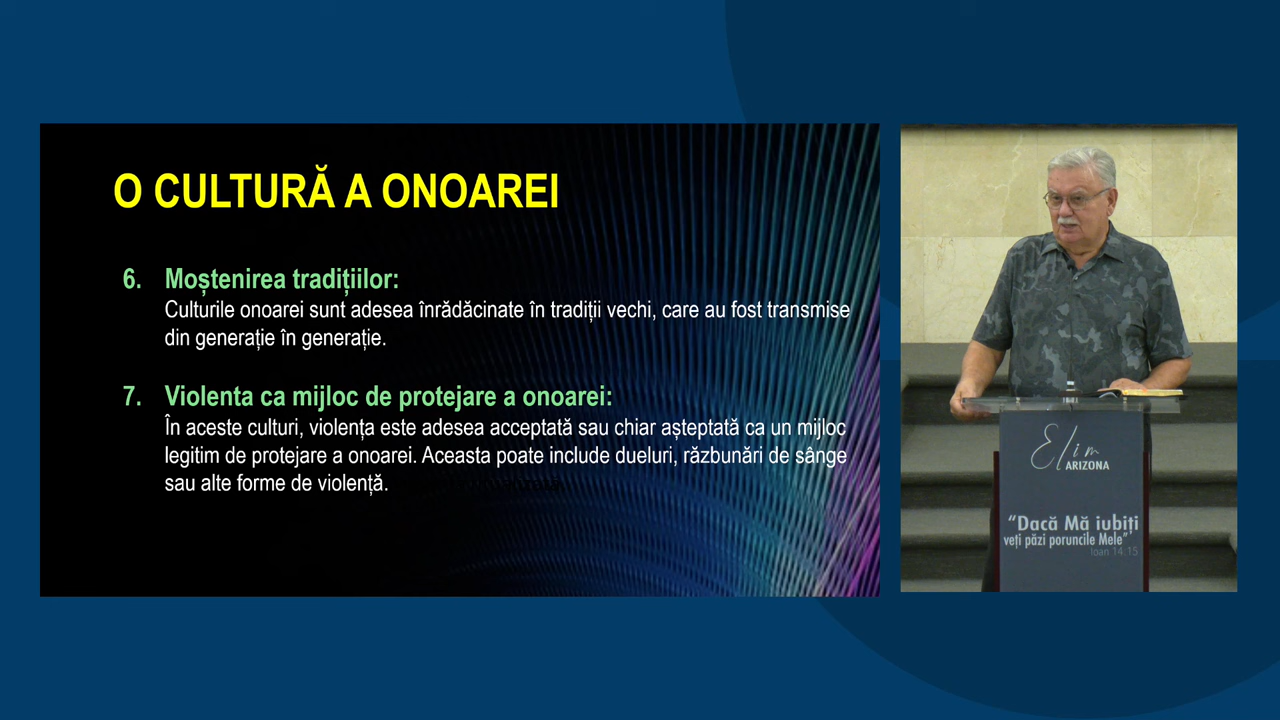 O CULTURĂ A ONOAREI
6. Moștenirea tradițiilor:
Culturile onoarei sunt adesea înrădăcinate în tradiții vechi, care au fost transmise
din generație în generație.
7. Violenta ca mijloc de protejare a onoarei:
În aceste culturi, violența este adesea acceptată sau chiar așteptată ca un mijloc
legitim de protejare a onoarei. Aceasta poate include dueluri, răzbunări de sânge
sau alte forme de violență.
Elim
ARIZONA
“Dacă Mă iubiți
veți păzi poruncile Mele”
Ioan 14:15